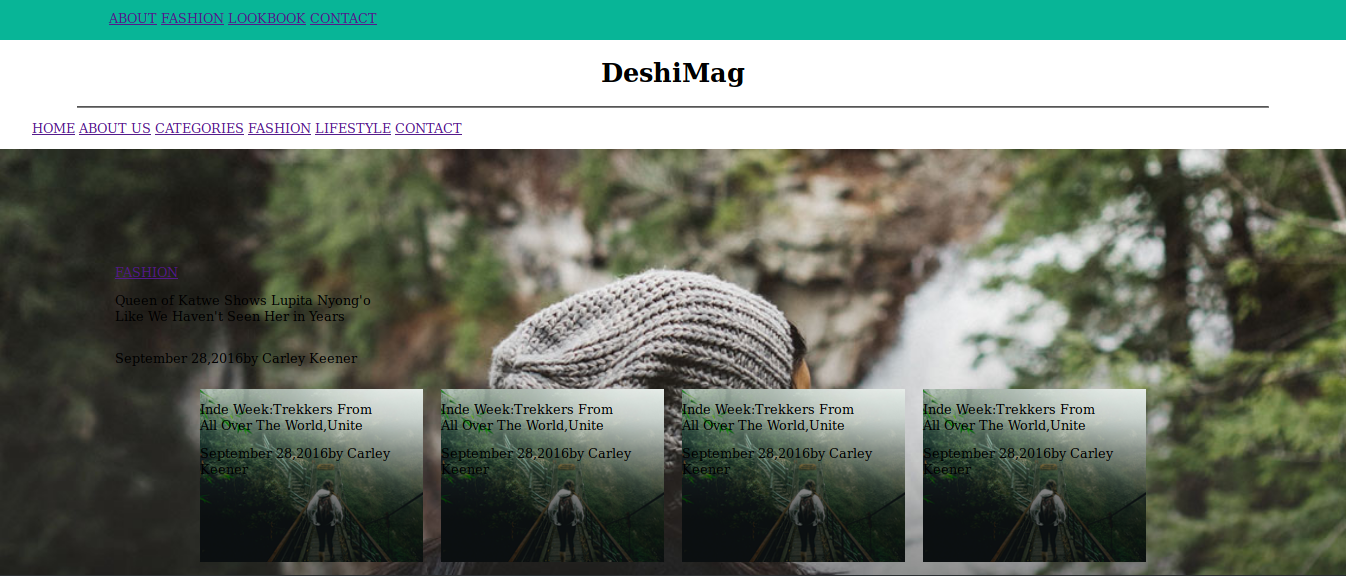 ABOUT FASHION LOOKBOOK CONTACT
DeshiMag
HOME ABOUT US CATEGORIES FASHION LIFESTYLE CONTACT
FASHION
Queen of Katwe Shows Lupita Nyong'o
Like We Haven't Seen Her in Years
September 28,2016by Carley Keener
Inde Week:Trekkers From
All Over The World,Unite
September 28,2016by Carley
Keener
Inde Week:Trekkers From
All Over The World,Unite
September 28,2016by Carley
Keener
Inde Week:Trekkers From
All Over The World,Unite
September 28,2016by Carley
Keener
Inde Week:Trekkers From
All Over The World,Unite
September 28,2016by Carley
Keener